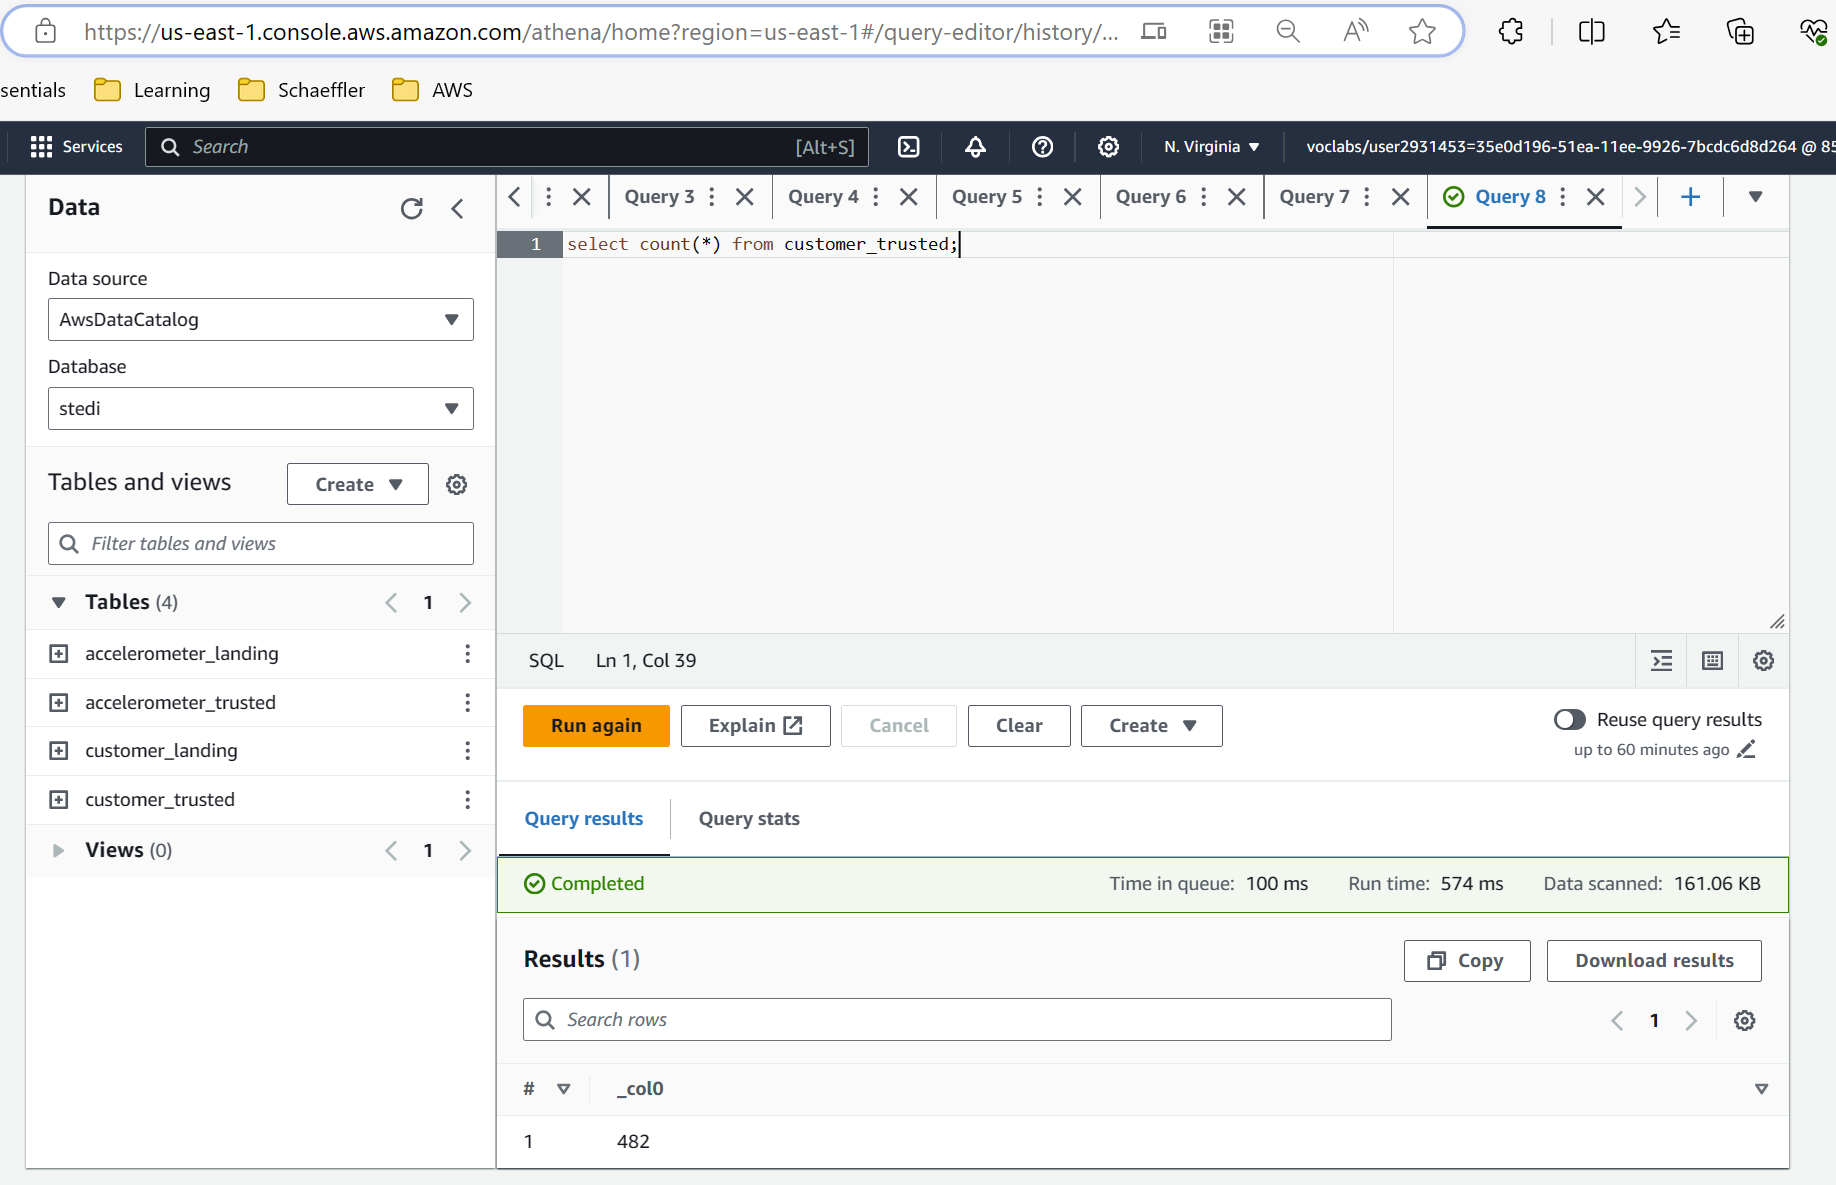 https://us-east-1.console.aws.amazon.com/athena/home?region=us-east-1#/query-editor/history/...
sentials
Learning
Schaeffler
AWS
Services
Search
[Alt+S]
N. Virginia
voclabs/user2931453=35e0d196-51ea-11ee-9926-7bcdc6d8d264 @ 85
Data
Query 3
Query 4
Query 5
Query 6
Query 7
Query 8
1 select count(*) from customer_trusted;
Data source
AwsDataCatalog
Database
stedi
Tables and views
Create
Filter tables and views
Tables (4)
1
accelerometer_landing
accelerometer_trusted
customer_landing
customer_trusted
Views (0)
1
SQL
Ln 1, Col 39
Run again
Explain
Cancel
Clear
Create
Reuse query results
up to 60 minutes ago
Query results
Query stats
Completed
Time in queue: 100 ms
Run time: 574 ms
Data scanned: 161.06 KB
Results (1)
Copy
Download results
Search rows
1
# _col0
1 482